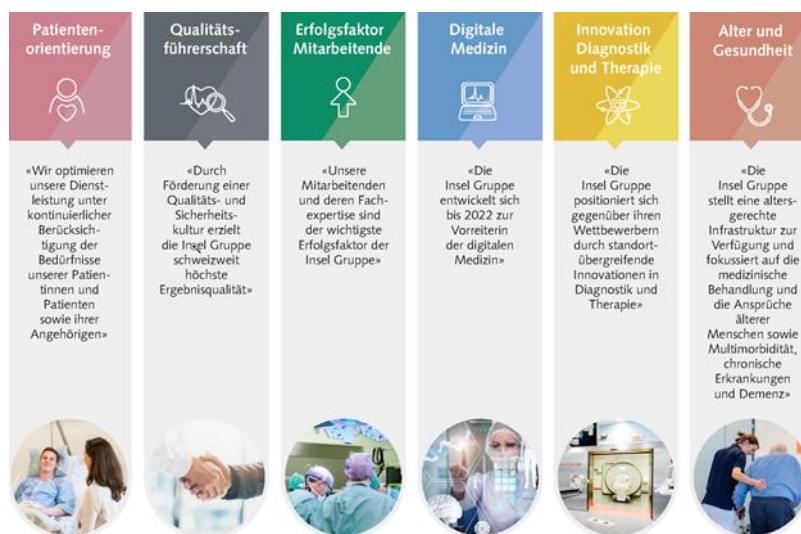 Patienten-
orientierung
«Wir optimieren
unsere Dienst-
leistung unter
kontinuierlicher
Berücksich-
tigung der
Bedürfnisse
unserer Patien-
tinnen und
Patienten
sowie ihrer
Angehörigen»
Qualitäts-
führerschaft
«Durch
Förderung einer
Qualitäts- und
Sicherheits-
kultur erzielt
die Insel Gruppe
schweizweit
höchste
Ergebnisqualität»
Erfolgsfaktor
Mitarbeitende
«Unsere
Mitarbeitenden
und deren Fach-
expertise sind
der wichtigste
Erfolgsfaktor der
Insel Gruppe»
Digitale
Medizin
«Die
Insel Gruppe
entwickelt sich
bis 2022 zur
Vorreiterin
der digitalen
Medizin»
Innovation
Diagnostik
und Therapie
«Die
Insel Gruppe
positioniert sich
gegenüber ihren
Wettbewerbern
durch standort-
übergreifende
Innovationen in
Diagnostik und
Therapie»
Alter und
Gesundheit
«Die
Insel Gruppe
stellt eine alters-
gerechte
Infrastruktur zur
Verfügung und
fokussiert auf die
medizinische
Behandlung und
die Ansprüche
älterer
Menschen sowie
Multimorbidität,
chronische
Erkrankungen
und Demenz»